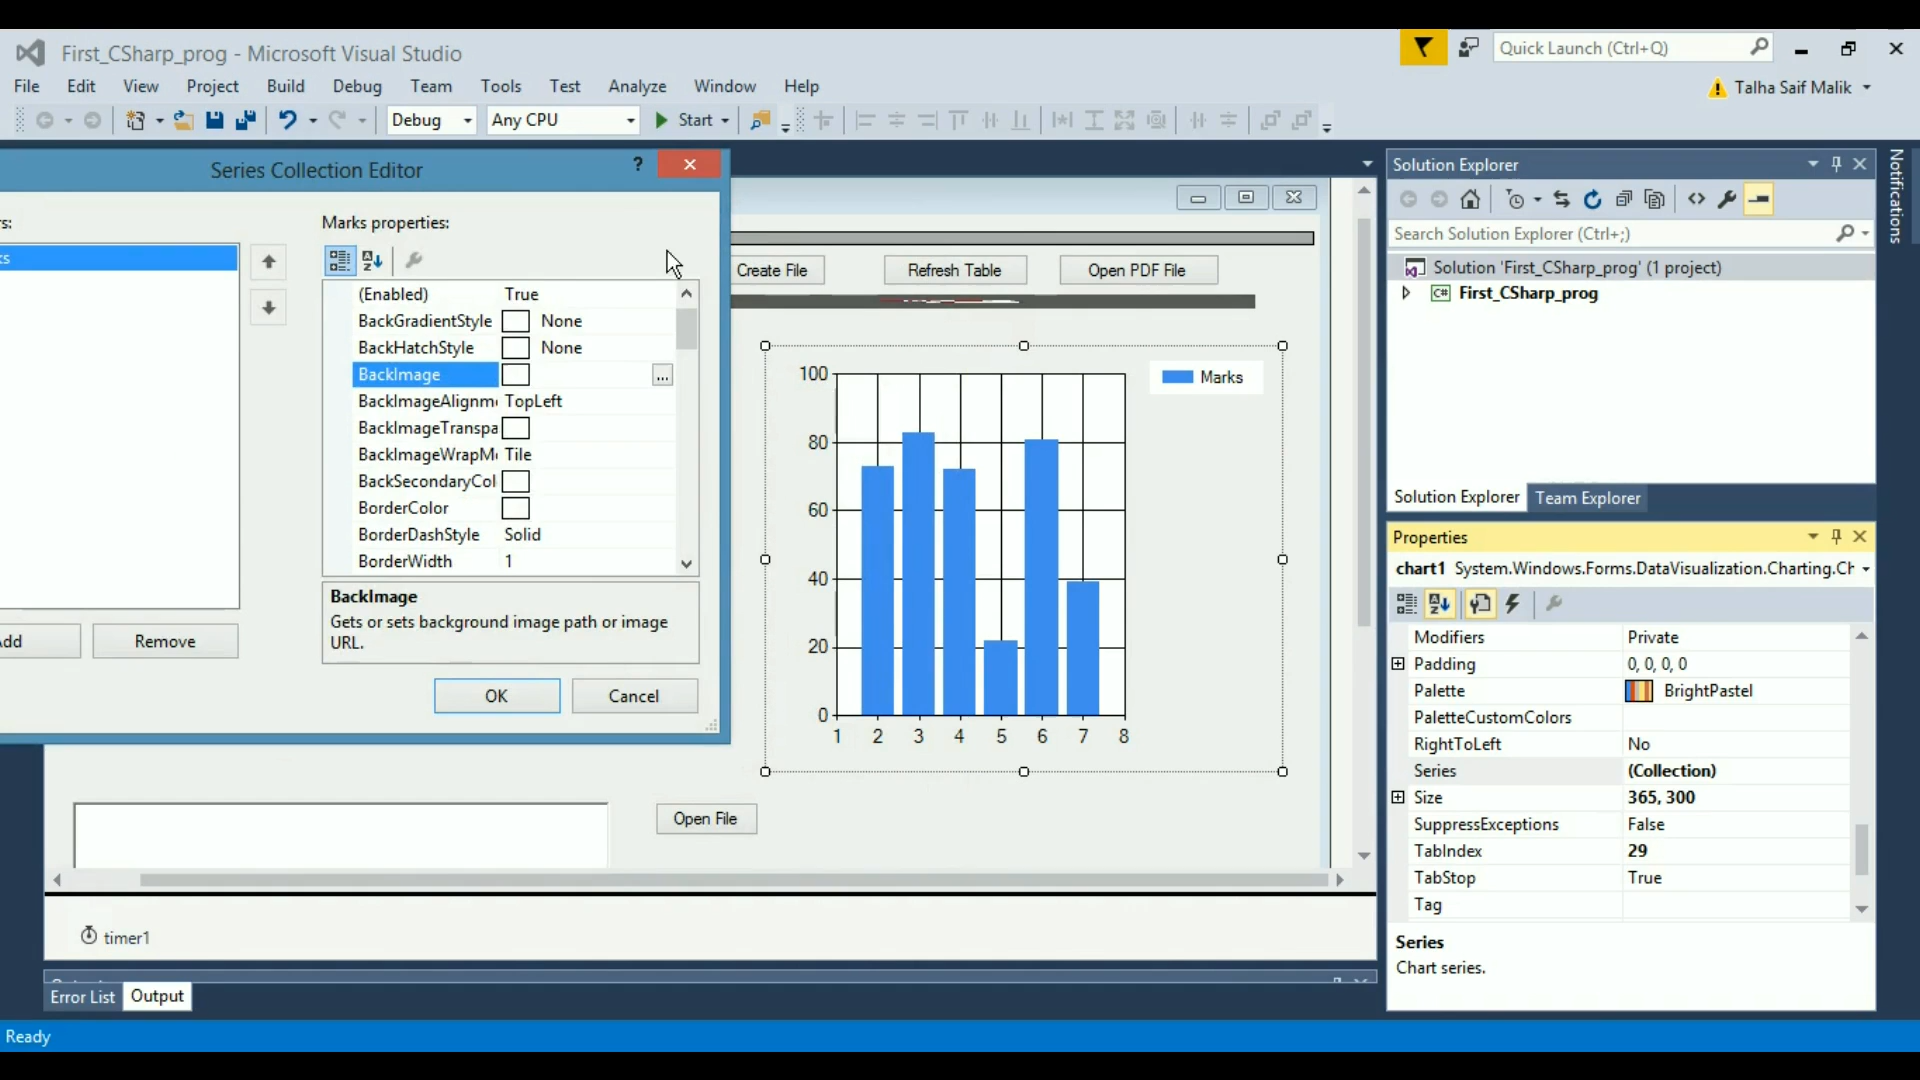 First_CSharp_prog - Microsoft Visual Studio
Quick Launch (Ctrl+Q)
File Edit View Project Build Debug Team Tools Test Analyze Window Help
Talha Saif Malik
Debug Any CPU Start
Series Collection Editor
?
rs:
Marks properties:
ks
(Enabled) True
BackGradientStyle None
BackHatchStyle None
BackImage ...
BackImageAlignm TopLeft
BackImageTranspa
BackImageWrapM Tile
BackSecondaryCol
BorderColor
BorderDashStyle Solid
BorderWidth 1
BackImage
Gets or sets background image path or image
URL.
dd
Remove
OK
Cancel
Create File
Refresh Table
Open PDF File
Marks
100
80
60
40
20
0
1 2 3 4 5 6 7 8
Open File
timer1
Error List
Output
Ready
Solution Explorer
Search Solution Explorer (Ctrl+;)
Solution 'First_CSharp_prog' (1 project)
C# First_CSharp_prog
Solution Explorer Team Explorer
Properties
chart1 System.Windows.Forms.DataVisualization.Charting.Ch
Modifiers Private
Padding 0, 0, 0, 0
Palette BrightPastel
PaletteCustomColors
RightToLeft No
Series (Collection)
Size 365, 300
SuppressExceptions False
TabIndex 29
TabStop True
Tag
Series
Chart series.
Notifications